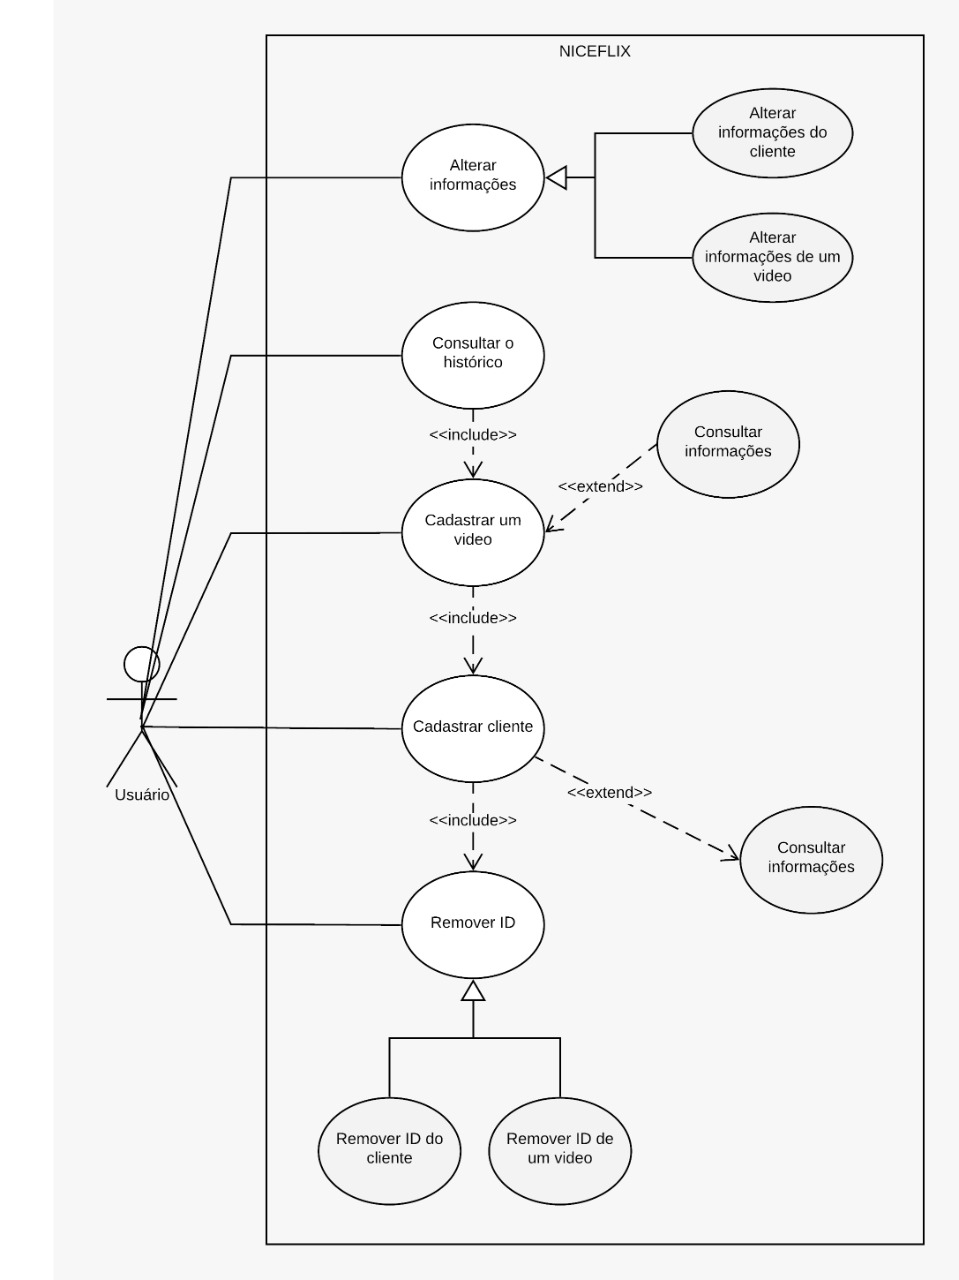 NICEFLIX
Alterar
informações
Alterar
informações do
cliente
Alterar
informações de um
video
Consultar o
histórico
<<include>>
Consultar
informações
<<extend>>
Cadastrar um
video
<<include>>
Cadastrar cliente
Usuário
<<extend>>
<<include>>
Consultar
informações
Remover ID
Remover ID do
cliente
Remover ID de
um video